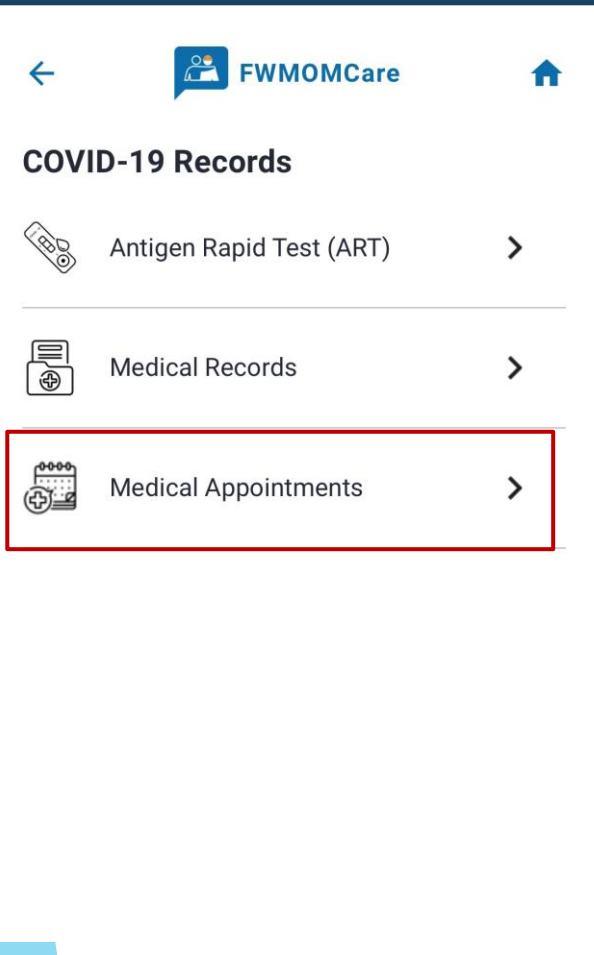 FWMOMCare
COVID-19 Records
Antigen Rapid Test (ART)
Medical Records
Medical Appointments